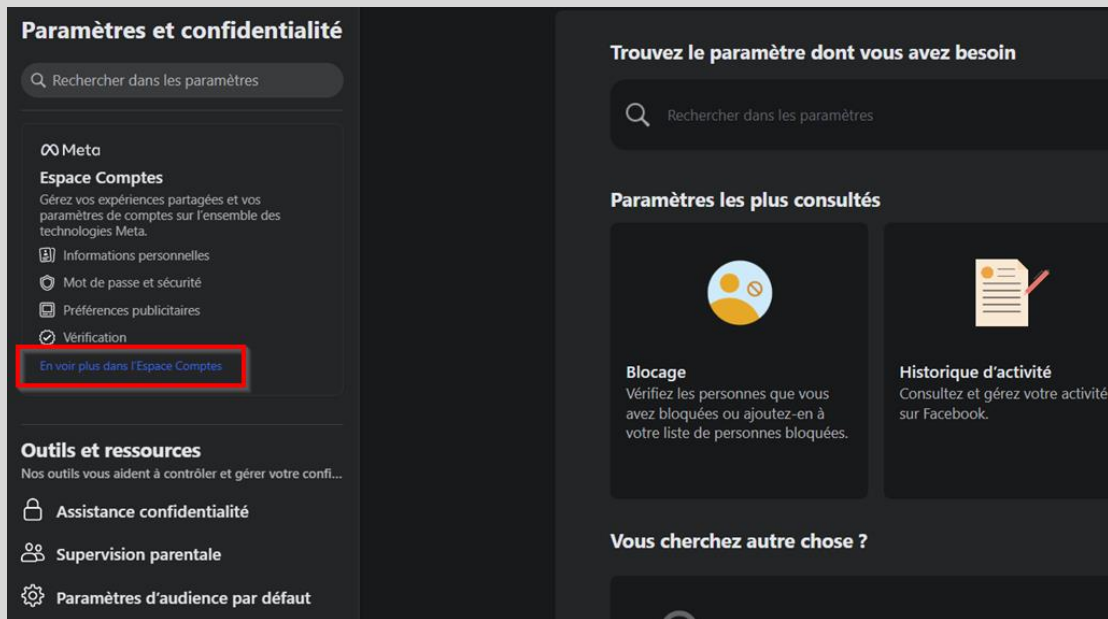 Paramètres et confidentialité
Rechercher dans les paramètres
Meta
Espace Comptes
Gérez vos expériences partagées et vos
paramètres de comptes sur l'ensemble des
technologies Meta.
Informations personnelles
Mot de passe et sécurité
Préférences publicitaires
Vérification
En voir plus dans l'Espace Comptes
Outils et ressources
Nos outils vous aident à contrôler et gérer votre confi...
Assistance confidentialité
Supervision parentale
Paramètres d'audience par défaut
Trouvez le paramètre dont vous avez besoin
Rechercher dans les paramètres
Paramètres les plus consultés
Blocage
Vérifiez les personnes que vous
avez bloquées ou ajoutez-en à
votre liste de personnes bloquées.
Historique d'activité
Consultez et gérez votre activité
sur Facebook.
Vous cherchez autre chose ?